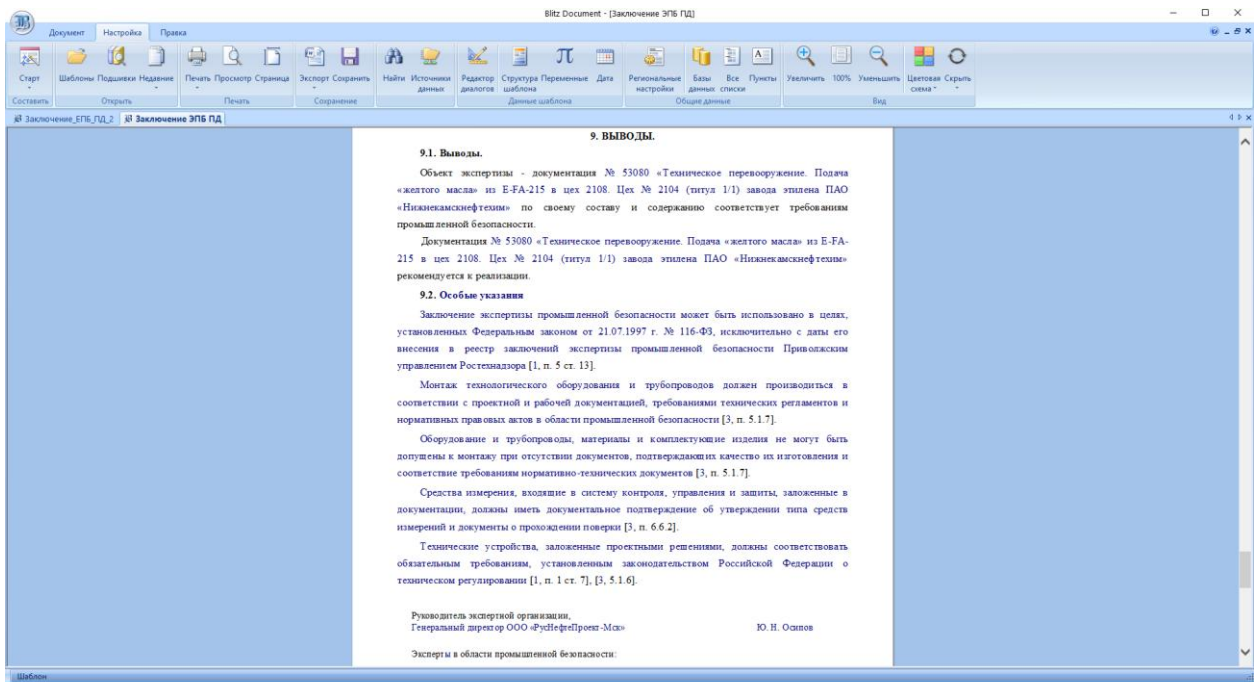 Blitz Document - [Заключение ЭПБ ПД]
Документ Настройка Правка
Старт Шаблоны Подшивки Недавние Печать Просмотр Страница Экспорт Сохранить Найти Источники данных Редактор диалогов Структура шаблона Переменные Дата Региональные настройки Базы данных Все списки Пункты Увеличить 100% Уменьшить Цветовая схема Скрыть
Составить Открыть Печать Сохранение Данные шаблона Общие данные Вид
Заключение_ЕПБ_ПД_2 Заключение ЭПБ ПД
9. ВЫВОДЫ.
9.1. Выводы.
Объект экспертизы - документация № 53080 «Техническое перевооружение. Подача
«желтого масла» из E-FA-215 в цех 2108. Цех № 2104 (титул 1/1) завода этилена ПАО
«Нижнекамскнефтехим» по своему составу и содержанию соответствует требованиям
промышленной безопасности.
Документация № 53080 «Техническое перевооружение. Подача «желтого масла» из E-FA-
215 в цех 2108. Цех № 2104 (титул 1/1) завода этилена ПАО «Нижнекамскнефтехим»
рекомендуется к реализации.
9.2. Особые указания
Заключение экспертизы промышленной безопасности может быть использовано в целях,
установленных Федеральным законом от 21.07.1997 г. № 116-ФЗ, исключительно с даты его
внесения в реестр заключений экспертизы промышленной безопасности Приволжским
управлением Ростехнадзора [1, п. 5 ст. 13].
Монтаж технологического оборудования и трубопроводов должен производиться в
соответствии с проектной и рабочей документацией, требованиями технических регламентов и
нормативных правовых актов в области промышленной безопасности [3, п. 5.1.7].
Оборудование и трубопроводы, материалы и комплектующие изделия не могут быть
допущены к монтажу при отсутствии документов, подтверждающих качество их изготовления и
соответствие требованиям нормативно-технических документов [3, п. 5.1.7].
Средства измерения, входящие в систему контроля, управления и защиты, заложенные в
документации, должны иметь документальное подтверждение об утверждении типа средств
измерений и документы о прохождении поверки [3, п. 6.6.2].
Технические устройства, заложенные проектными решениями, должны соответствовать
обязательным требованиям, установленным законодательством Российской Федерации о
техническом регулировании [1, п. 1 ст. 7], [3, 5.1.6].
Руководитель экспертной организации,
Генеральный директор ООО «РусНефтеПроект-Мск» Ю. Н. Осипов
Эксперты в области промышленной безопасности:
Шаблон